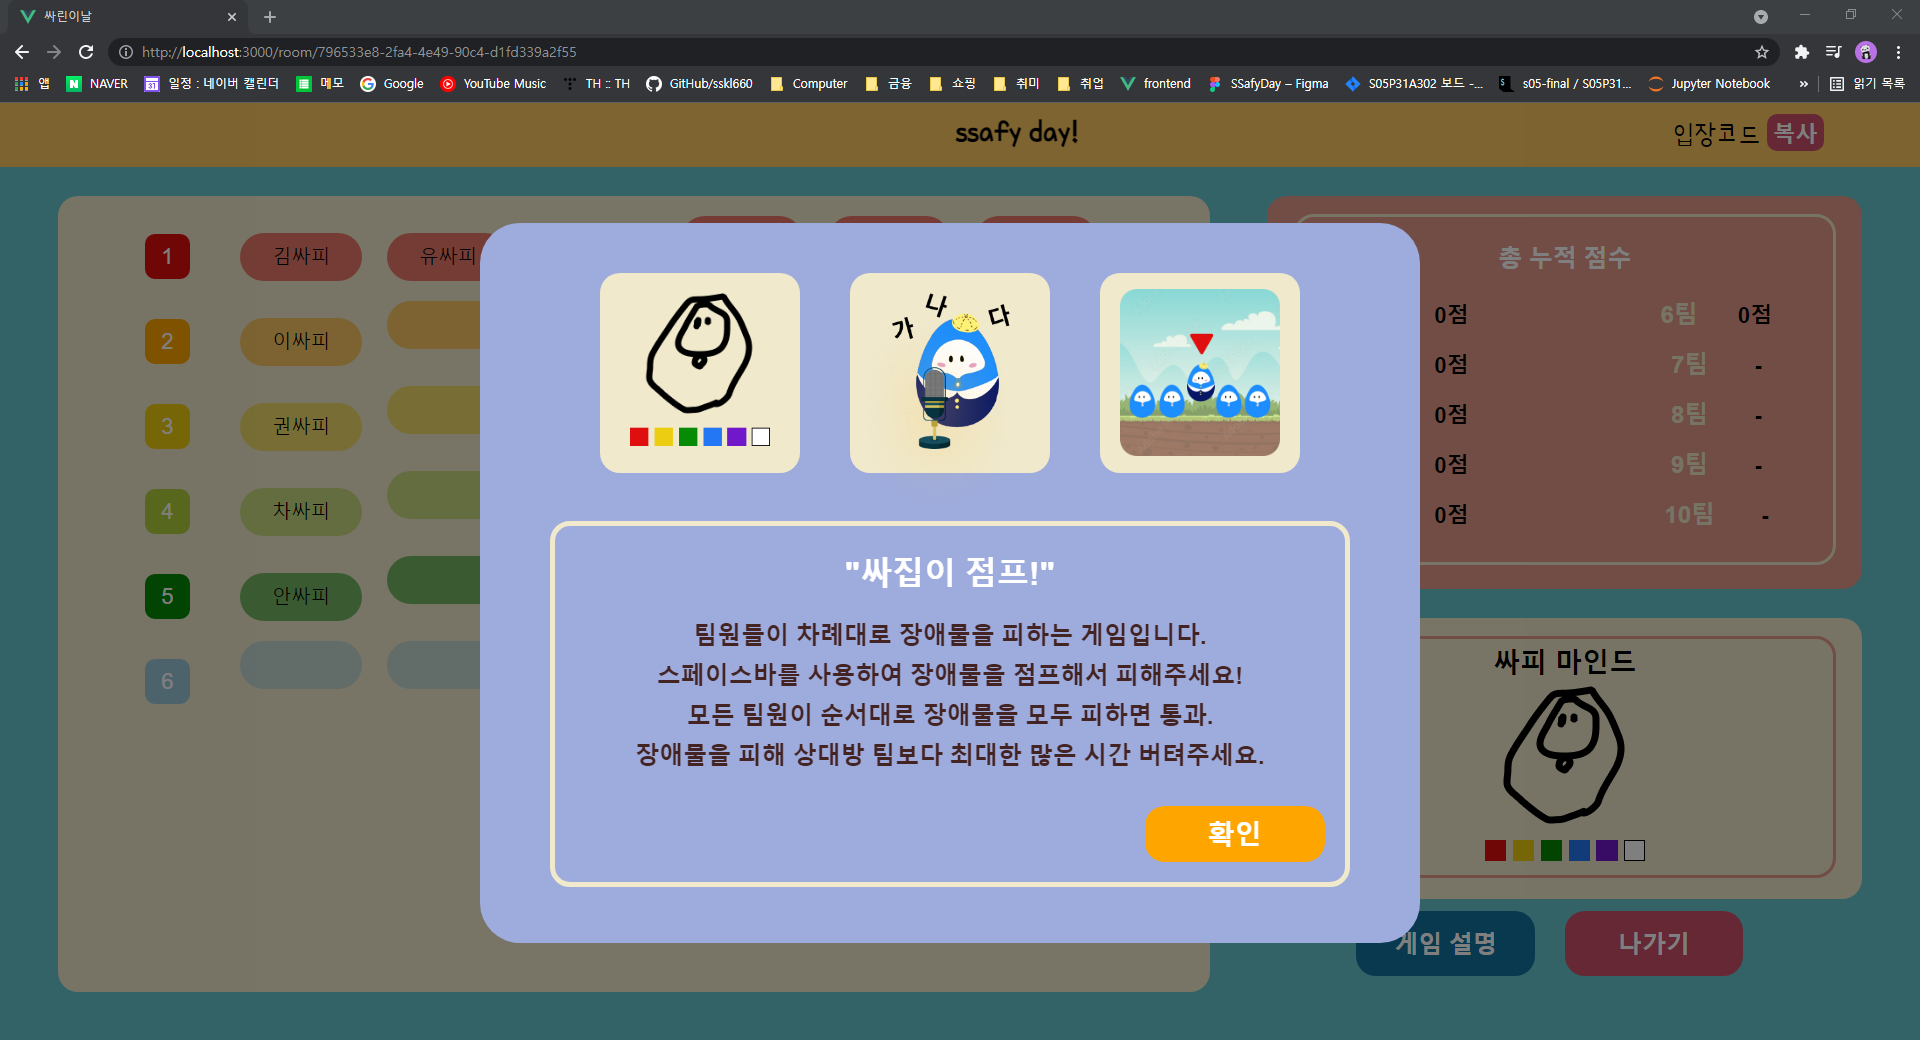 싸린이날
http://localhost:3000/room/796533e8-2fa4-4e49-90c4-d1fd339a2f55
앱
NAVER
일정 : 네이버 캘린더
메모
Google
YouTube Music
TH :: TH
GitHub/sskl660
Computer
금융
쇼핑
취미
취업
frontend
SSafyDay – Figma
S05P31A302 보드 -...
s05-final / S05P31...
Jupyter Notebook
»
읽기 목록
ssafy day!
입장코드 복사
1 김싸피 유싸피
2 이싸피
3 권싸피
4 차싸피
5 안싸피
6
가 나 다
"싸집이 점프!"
팀원들이 차례대로 장애물을 피하는 게임입니다.
스페이스바를 사용하여 장애물을 점프해서 피해주세요!
모든 팀원이 순서대로 장애물을 모두 피하면 통과.
장애물을 피해 상대방 팀보다 최대한 많은 시간 버텨주세요.
확인
총 누적 점수
0점 6팀 0점
0점 7팀 -
0점 8팀 -
0점 9팀 -
0점 10팀 -
싸피 마인드
게임 설명
나가기